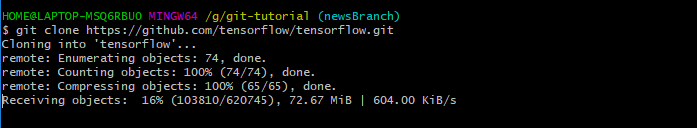 HOME@LAPTOP-MSQ6RBUO MINGW64 /g/git-tutorial (newsBranch)
$ git clone https://github.com/tensorflow/tensorflow.git
Cloning into 'tensorflow'...
remote: Enumerating objects: 74, done.
remote: Counting objects: 100% (74/74), done.
remote: Compressing objects: 100% (65/65), done.
Receiving objects:  16% (103810/620745), 72.67 MiB | 604.00 KiB/s